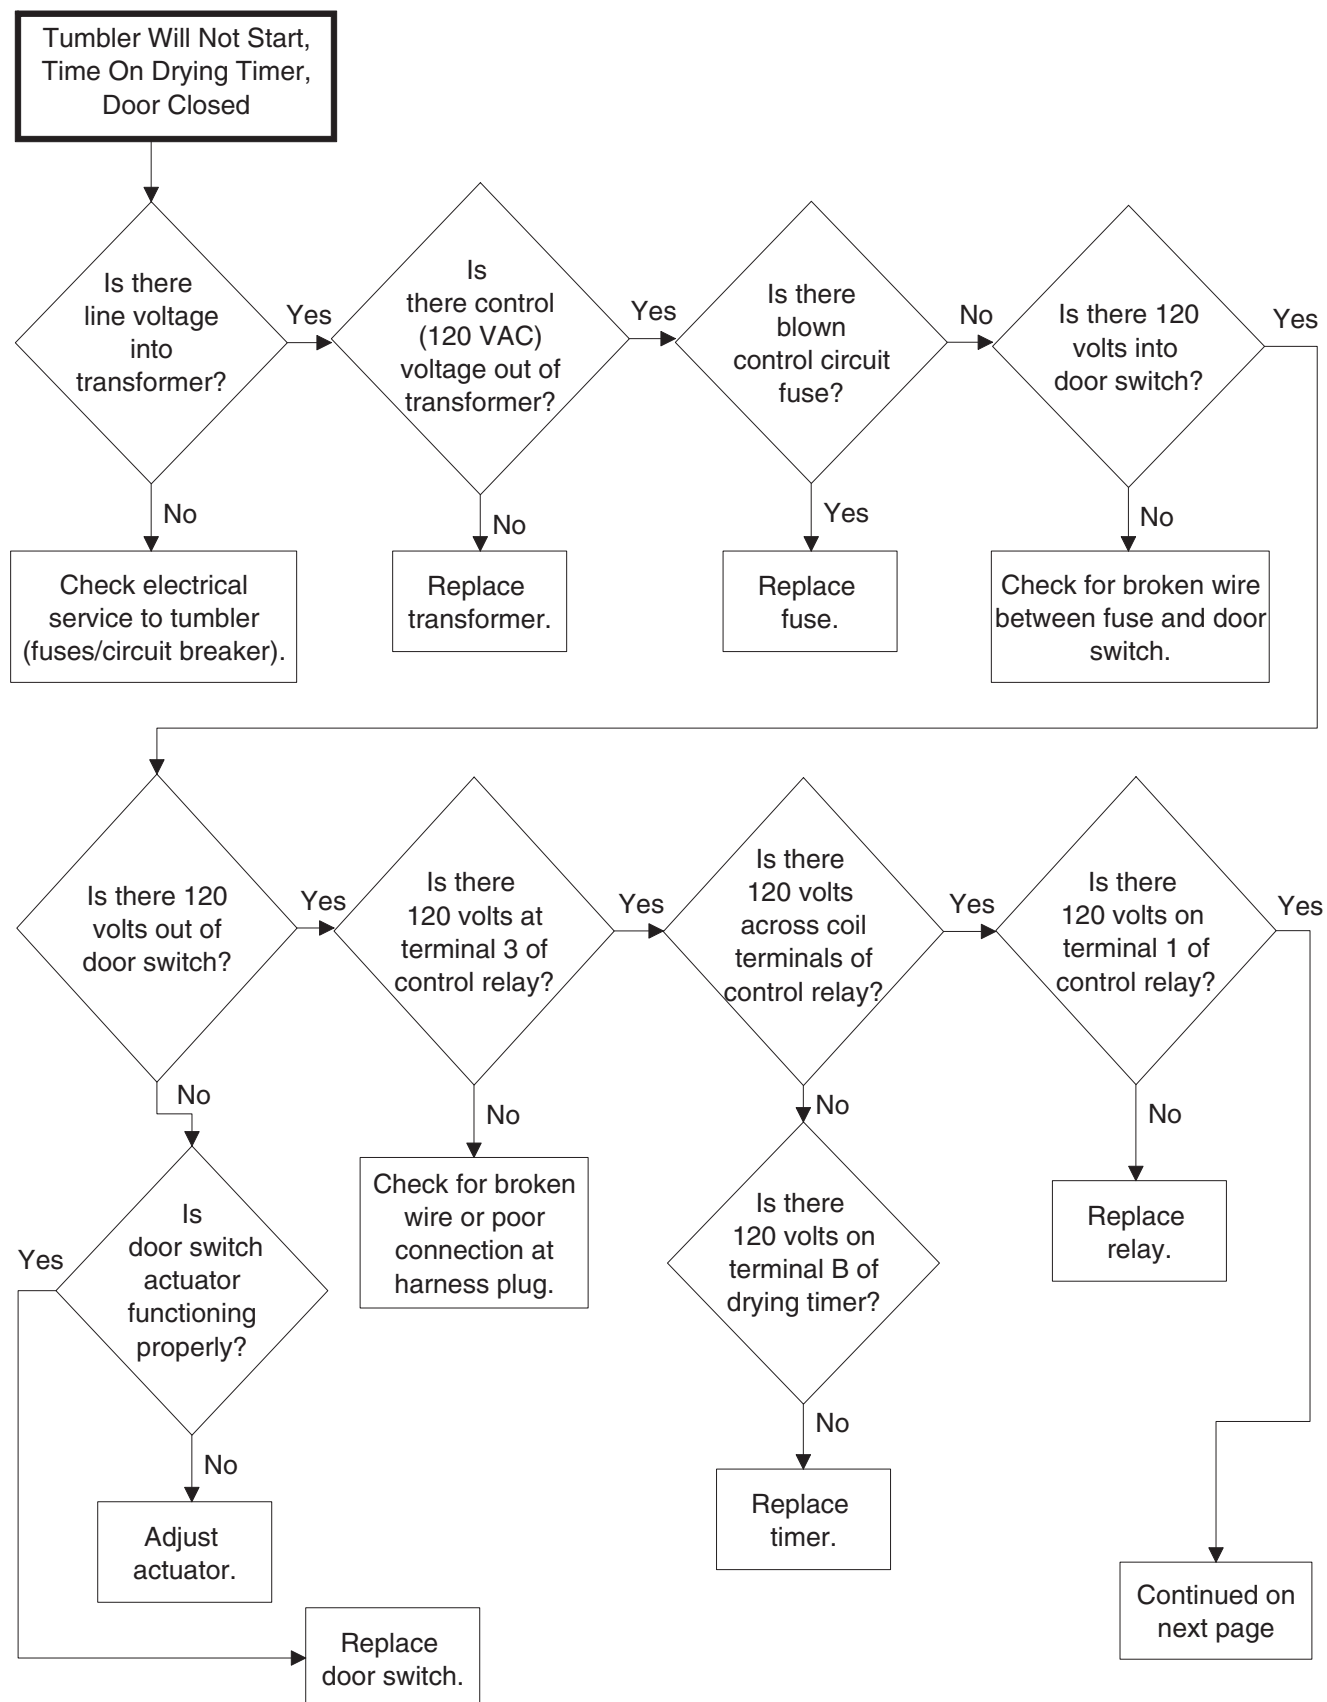 Tumbler Will Not Start,
Time On Drying Timer,
Door Closed
Is there
line voltage
into
transformer?
Yes
No
Check electrical
service to tumbler
(fuses/circuit breaker).
Is
there control
(120 VAC)
voltage out of
transformer?
Yes
No
Replace
transformer.
Is there
blown
control circuit
fuse?
No
Yes
Replace
fuse.
Is there 120
volts into
door switch?
Yes
No
Check for broken wire
between fuse and door
switch.
Is there 120
volts out of
door switch?
Yes
No
Is
door switch
actuator
functioning
properly?
Yes
No
Adjust
actuator.
Replace
door switch.
Is there
120 volts at
terminal 3 of
control relay?
Yes
No
Check for broken
wire or poor
connection at
harness plug.
Is there
120 volts
across coil
terminals of
control relay?
Yes
No
Is there
120 volts on
terminal B of
drying timer?
No
Replace
timer.
Is there
120 volts on
terminal 1 of
control relay?
Yes
No
Replace
relay.
Continued on
next page